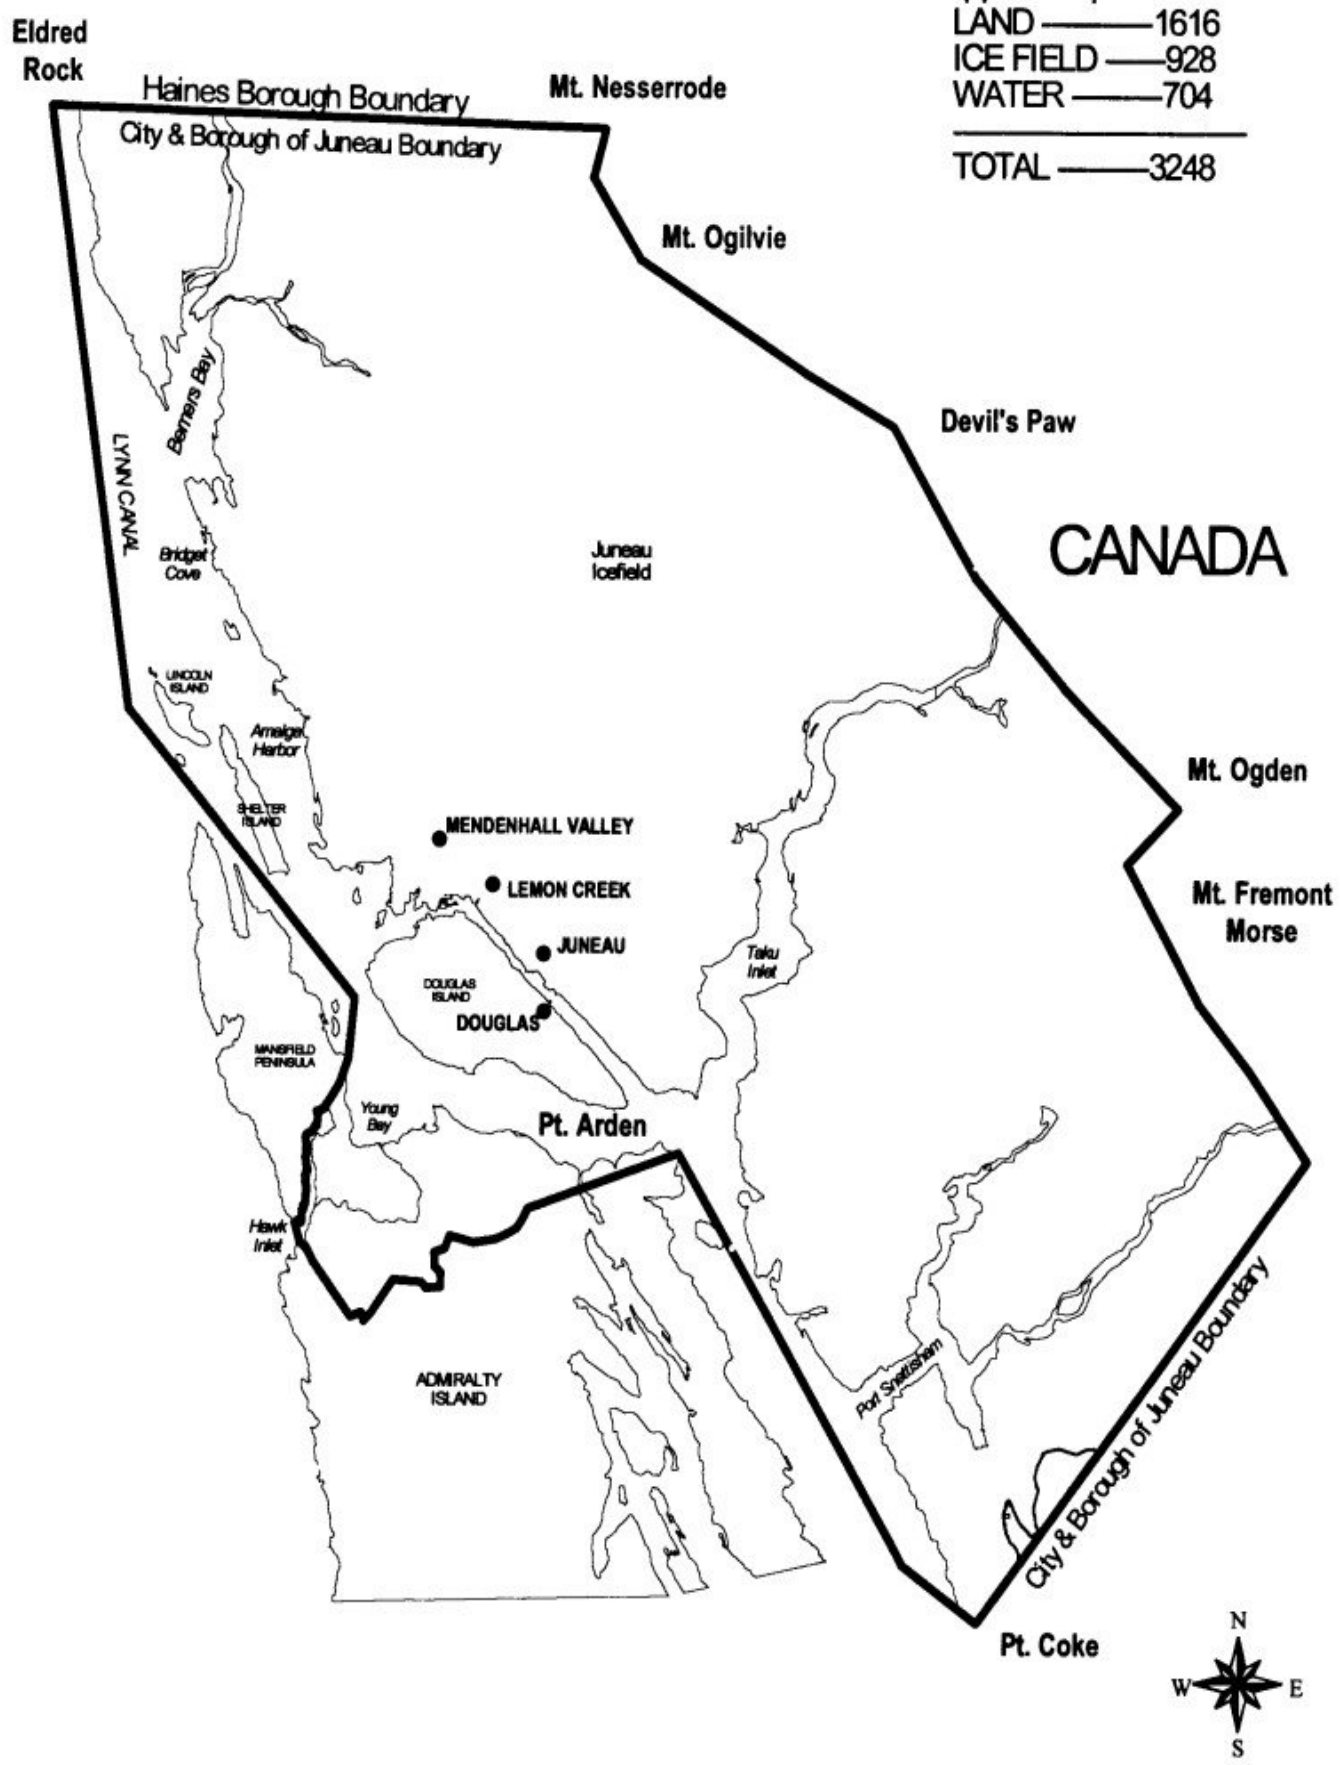 LAND 1616
ICE FIELD 928
WATER 704
TOTAL 3248
Eldred
Rock
Haines Borough Boundary
Mt. Nesserrode
City & Borough of Juneau Boundary
Mt. Ogilvie
Berners Bay
Devil's Paw
LYNN CANAL
CANADA
Bridget
Cove
Juneau
Icefield
LINCOLN
ISLAND
Amalga
Harbor
Mt. Ogden
SHELTER
ISLAND
MENDENHALL VALLEY
LEMON CREEK
Mt. Fremont
Morse
JUNEAU
Taku
Inlet
DOUGLAS
ISLAND
DOUGLAS
MANSFIELD
PENINSULA
Young
Bay
Pt. Arden
Hawk
Inlet
Port Snettisham
City & Borough of Juneau Boundary
ADMIRALTY
ISLAND
Pt. Coke
N
W
E
S